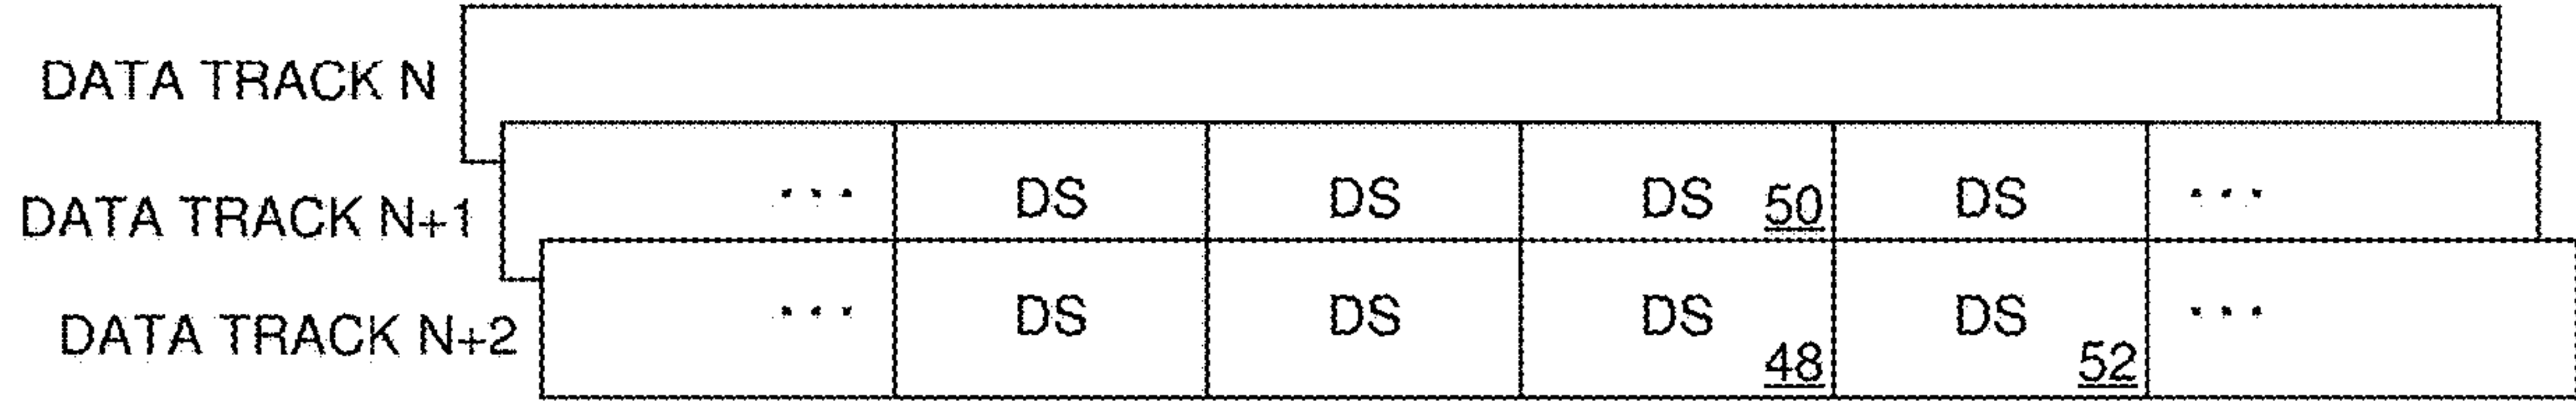 DATA TRACK N
DATA TRACK N+1 ... DS DS DS 50 DS ...
DATA TRACK N+2 ... DS DS DS 48 DS 52 ...